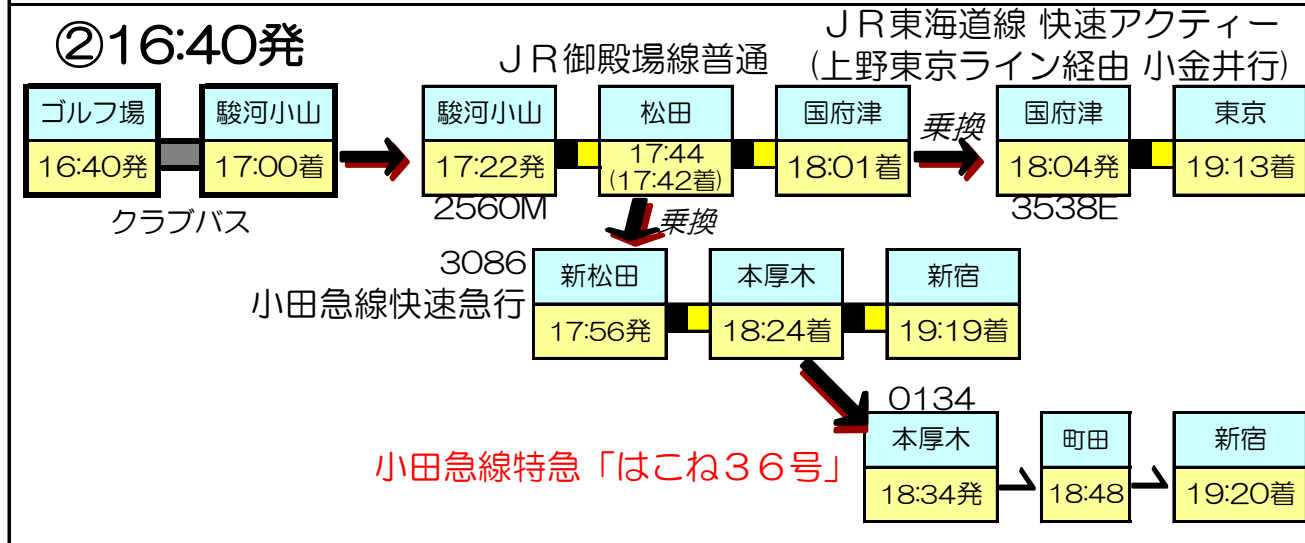 ②16:40発
JR東海道線 快速アクティー
JR御殿場線普通
(上野東京ライン経由 小金井行)
ゴルフ場
駿河小山
駿河小山
松田
国府津
乗換
国府津
東京
16:40発
17:00着
17:22発
17:44
(17:42着)
18:01着
18:04発
19:13着
クラブバス
2560M
乗換
3538E
3086
小田急線快速急行
新松田
本厚木
新宿
17:56発
18:24着
19:19着
0134
小田急線特急「はこね36号」
本厚木
町田
新宿
18:34発
18:48
19:20着